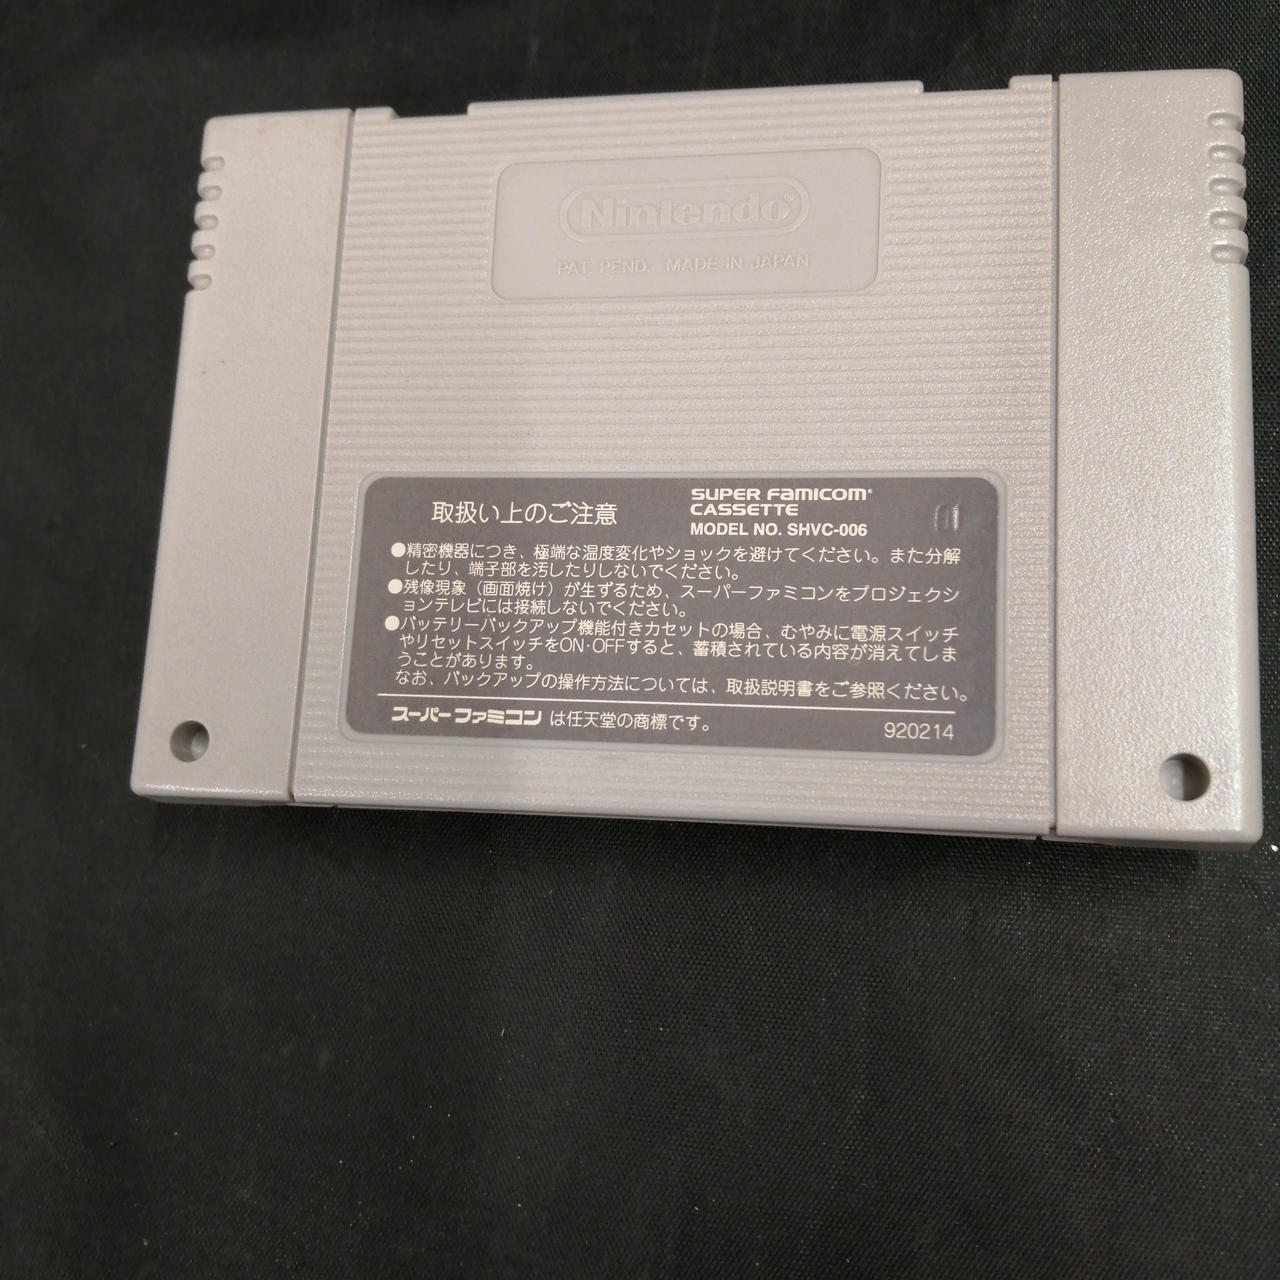 Nintendo
PAT. PEND. MADE IN JAPAN
取扱い上のご注意
SUPER FAMICOM
CASSETTE
MODEL NO. SHVC-006
●精密機器につき、極端な温度変化やショックを避けてください。また分解
したり、端子部を汚したりしないでください。
●残像現象（画面焼け）が生ずるため、スーパーファミコンをプロジェクシ
ョンテレビには接続しないでください。
●バッテリーバックアップ機能付きカセットの場合、むやみに電源スイッチ
やリセットスイッチをON・OFFすると、蓄積されている内容が消えてしま
うことがあります。
なお、バックアップの操作方法については、取扱説明書をご参照ください。
スーパーファミコン は任天堂の商標です。
920214